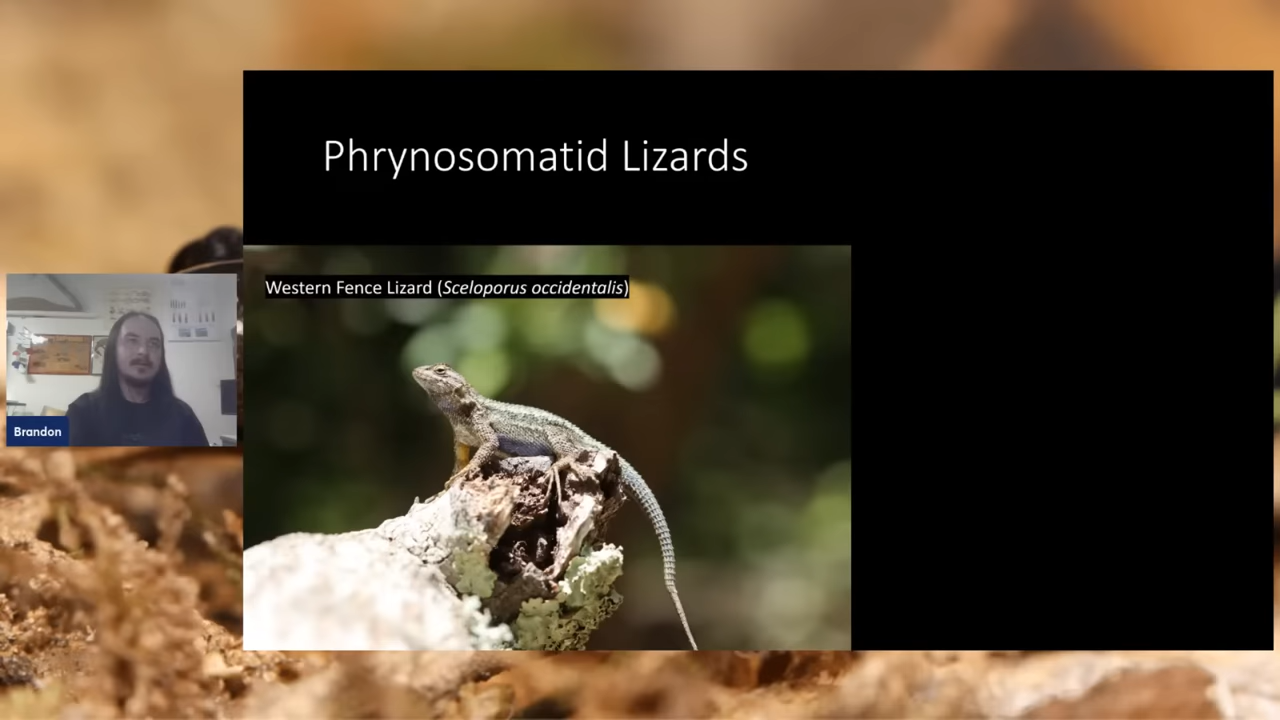 Phrynosomatid Lizards
Western Fence Lizard (Sceloporus occidentalis)
Brandon